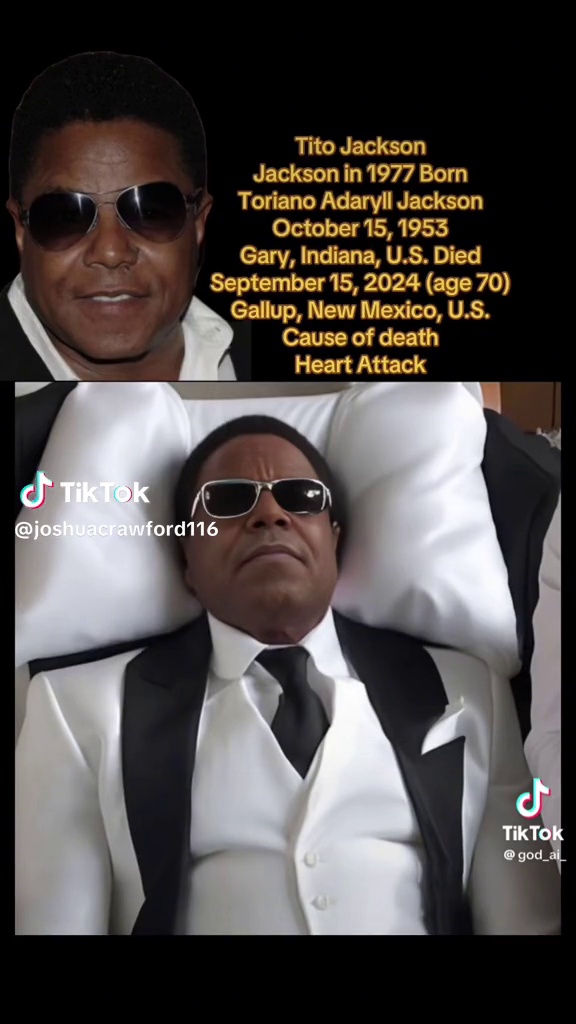 Tito Jackson
Jackson in 1977 Born
Toriano Adaryll Jackson
October 15, 1953
Gary, Indiana, U.S. Died
September 15, 2024 (age 70)
Gallup, New Mexico, U.S.
Cause of death
Heart Attack
TikTok
@joshuacrawford116
TikTok
@god_ai_